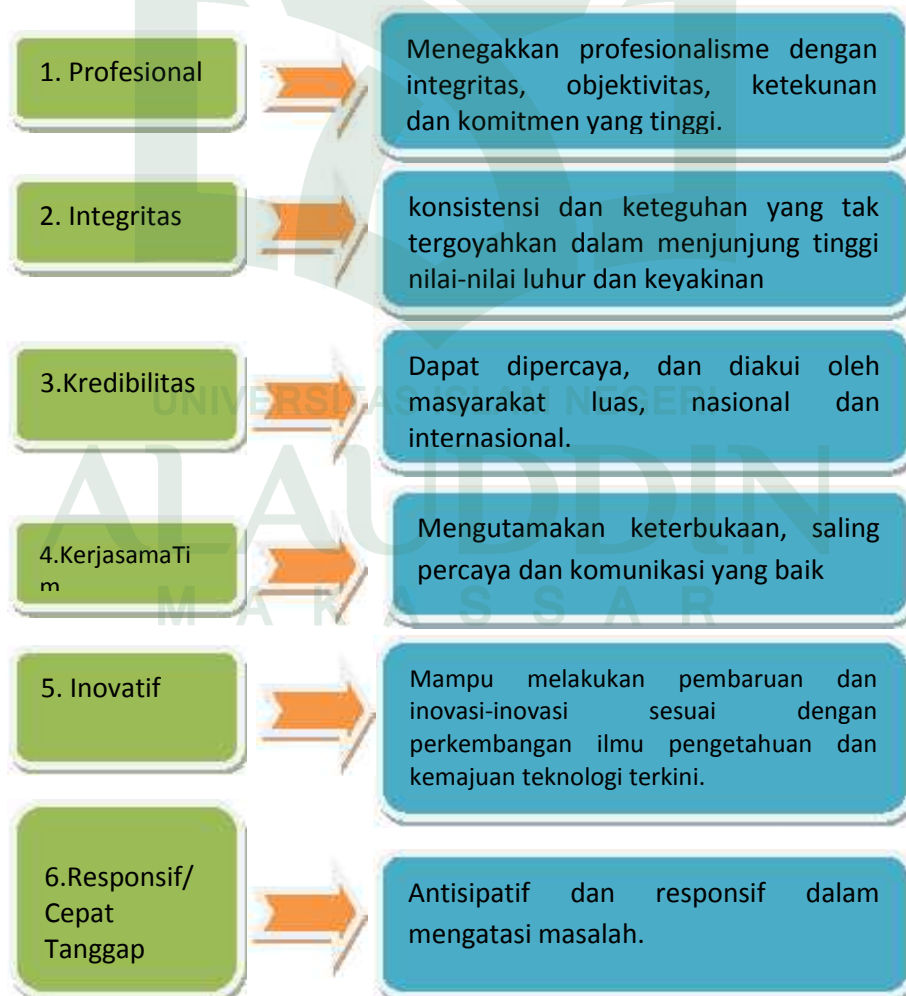 1. Profesional
Menegakkan profesionalisme dengan
integritas, objektivitas, ketekunan
dan komitmen yang tinggi.
2. Integritas
konsistensi dan keteguhan yang tak
tergoyahkan dalam menjunjung tinggi
nilai-nilai luhur dan keyakinan
3.Kredibilitas
Dapat dipercaya, dan diakui oleh
masyarakat luas, nasional dan
internasional.
UNIVERSITAS ISLAM NEGERI
ALAUDDIN
4.KerjasamaTi
m
Mengutamakan keterbukaan, saling
percaya dan komunikasi yang baik
MAKASSAR
5. Inovatif
Mampu melakukan pembaruan dan
inovasi-inovasi sesuai dengan
perkembangan ilmu pengetahuan dan
kemajuan teknologi terkini.
6.Responsif/
Cepat
Tanggap
Antisipatif dan responsif dalam
mengatasi masalah.